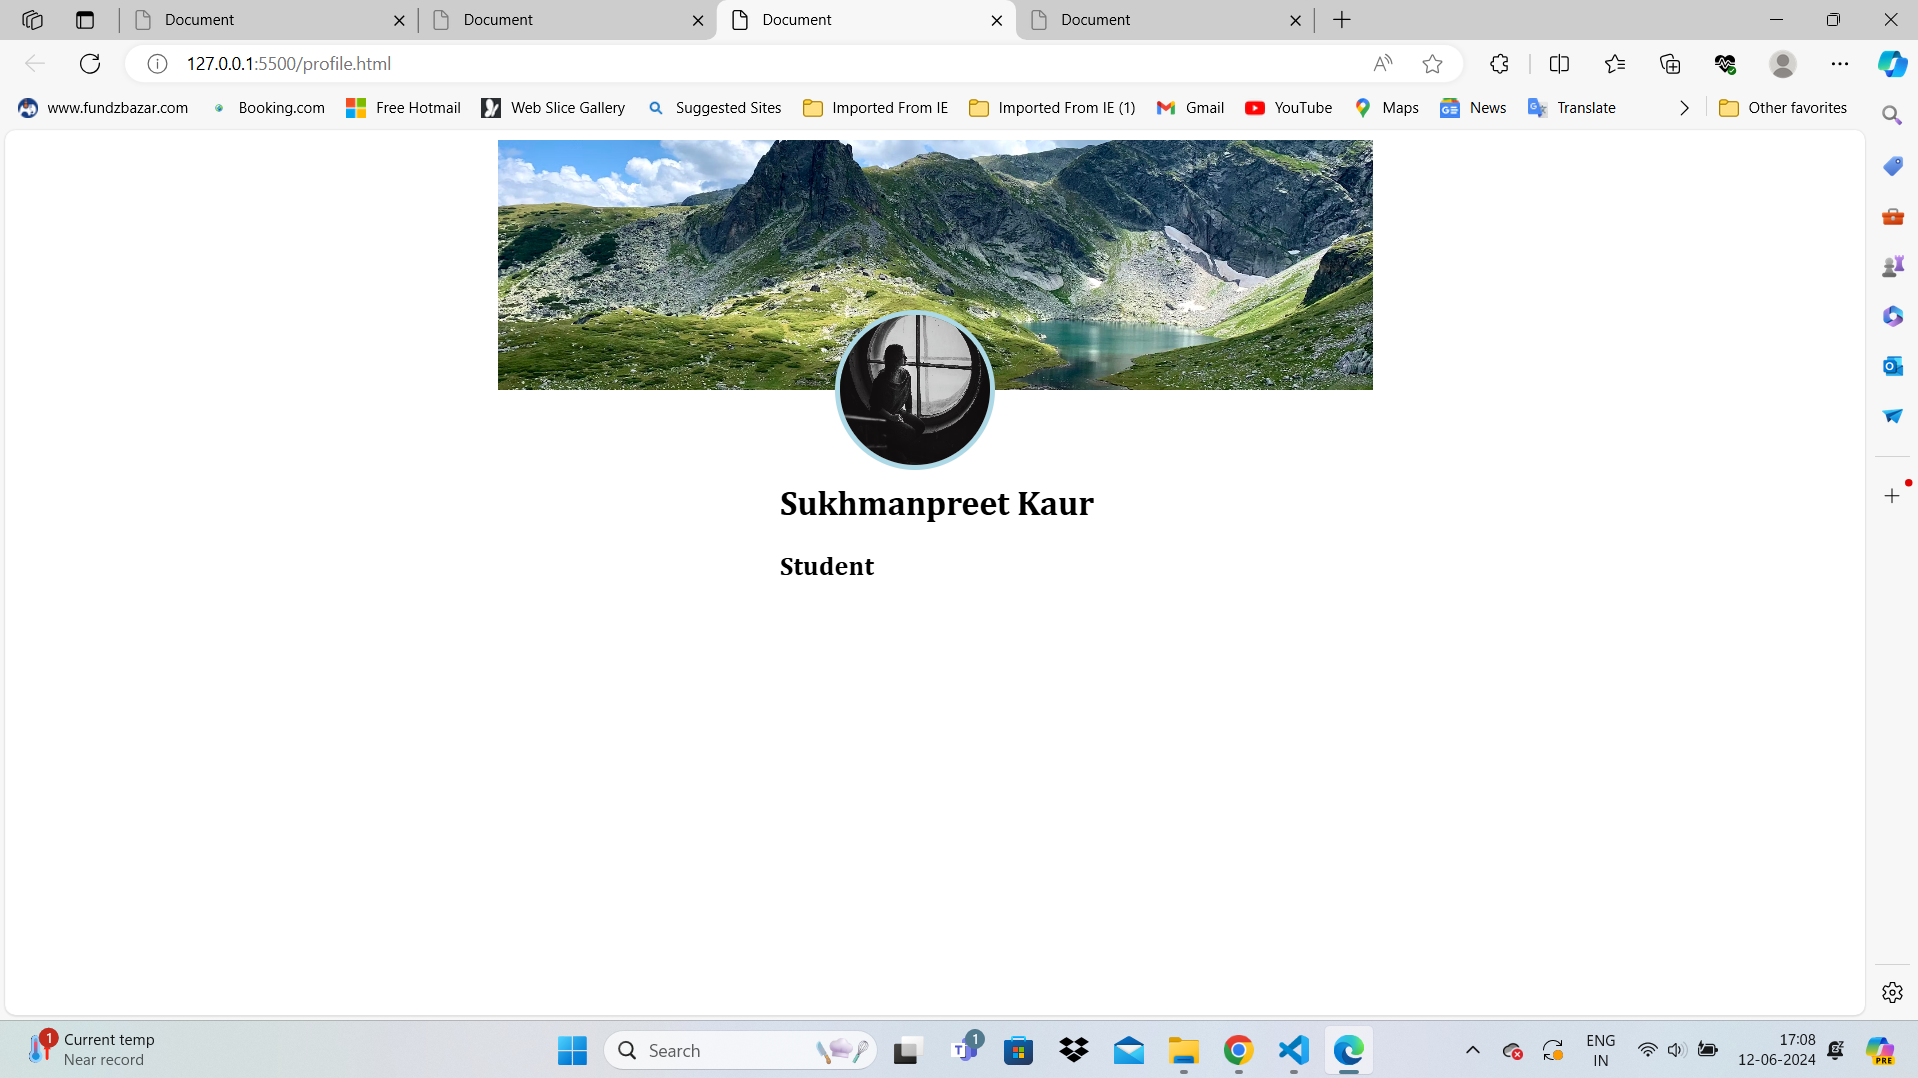 Document
Document
Document
Document
127.0.0.1:5500/profile.html
www.fundzbazar.com
Booking.com
Free Hotmail
Web Slice Gallery
Suggested Sites
Imported From IE
Imported From IE (1)
Gmail
YouTube
Maps
News
Translate
Other favorites
Sukhmanpreet Kaur
Student
1
Current temp
Near record
Search
1
ENG
IN
17:08
12-06-2024
PRE